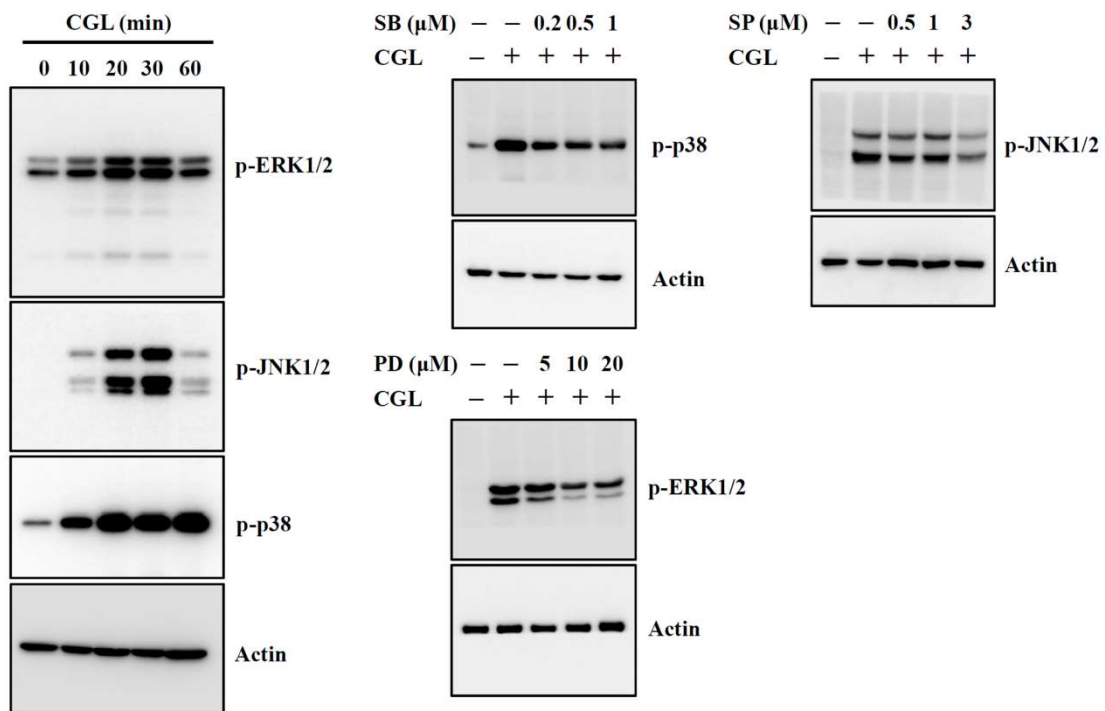 CGL (min)
0 10 20 30 60
p-ERK1/2
p-JNK1/2
p-p38
Actin
SB (μM) – – 0.2 0.5 1
CGL – + + + +
p-p38
Actin
PD (μM) – – 5 10 20
CGL – + + + +
p-ERK1/2
Actin
SP (μM) – – 0.5 1 3
CGL – + + + +
p-JNK1/2
Actin